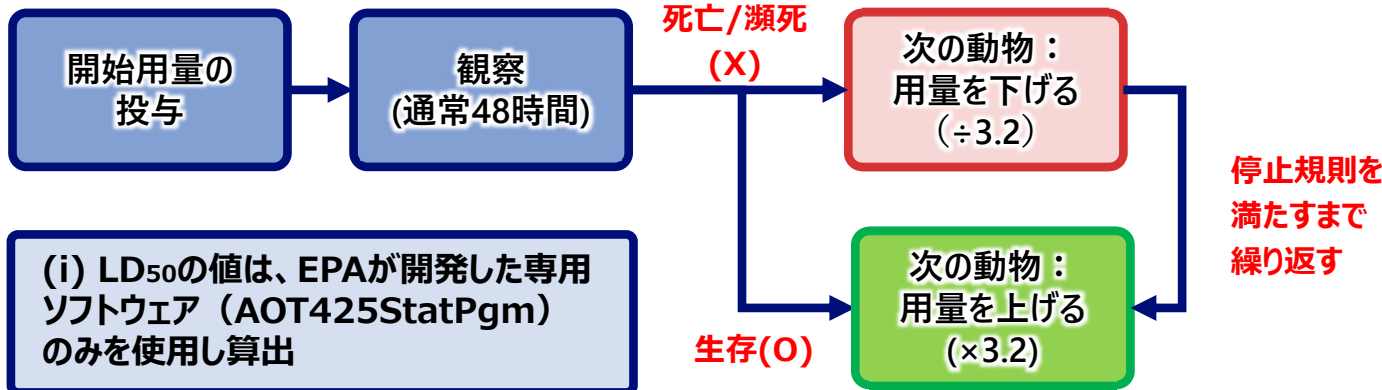 開始用量の
投与
観察
(通常48時間)
死亡/瀕死
(X)
次の動物：
用量を下げる
（÷3.2）
停止規則を
満たすまで
繰り返す
(i) LD50の値は、EPAが開発した専用
ソフトウェア（AOT425StatPgm）
のみを使用し算出
生存(O)
次の動物：
用量を上げる
(×3.2)